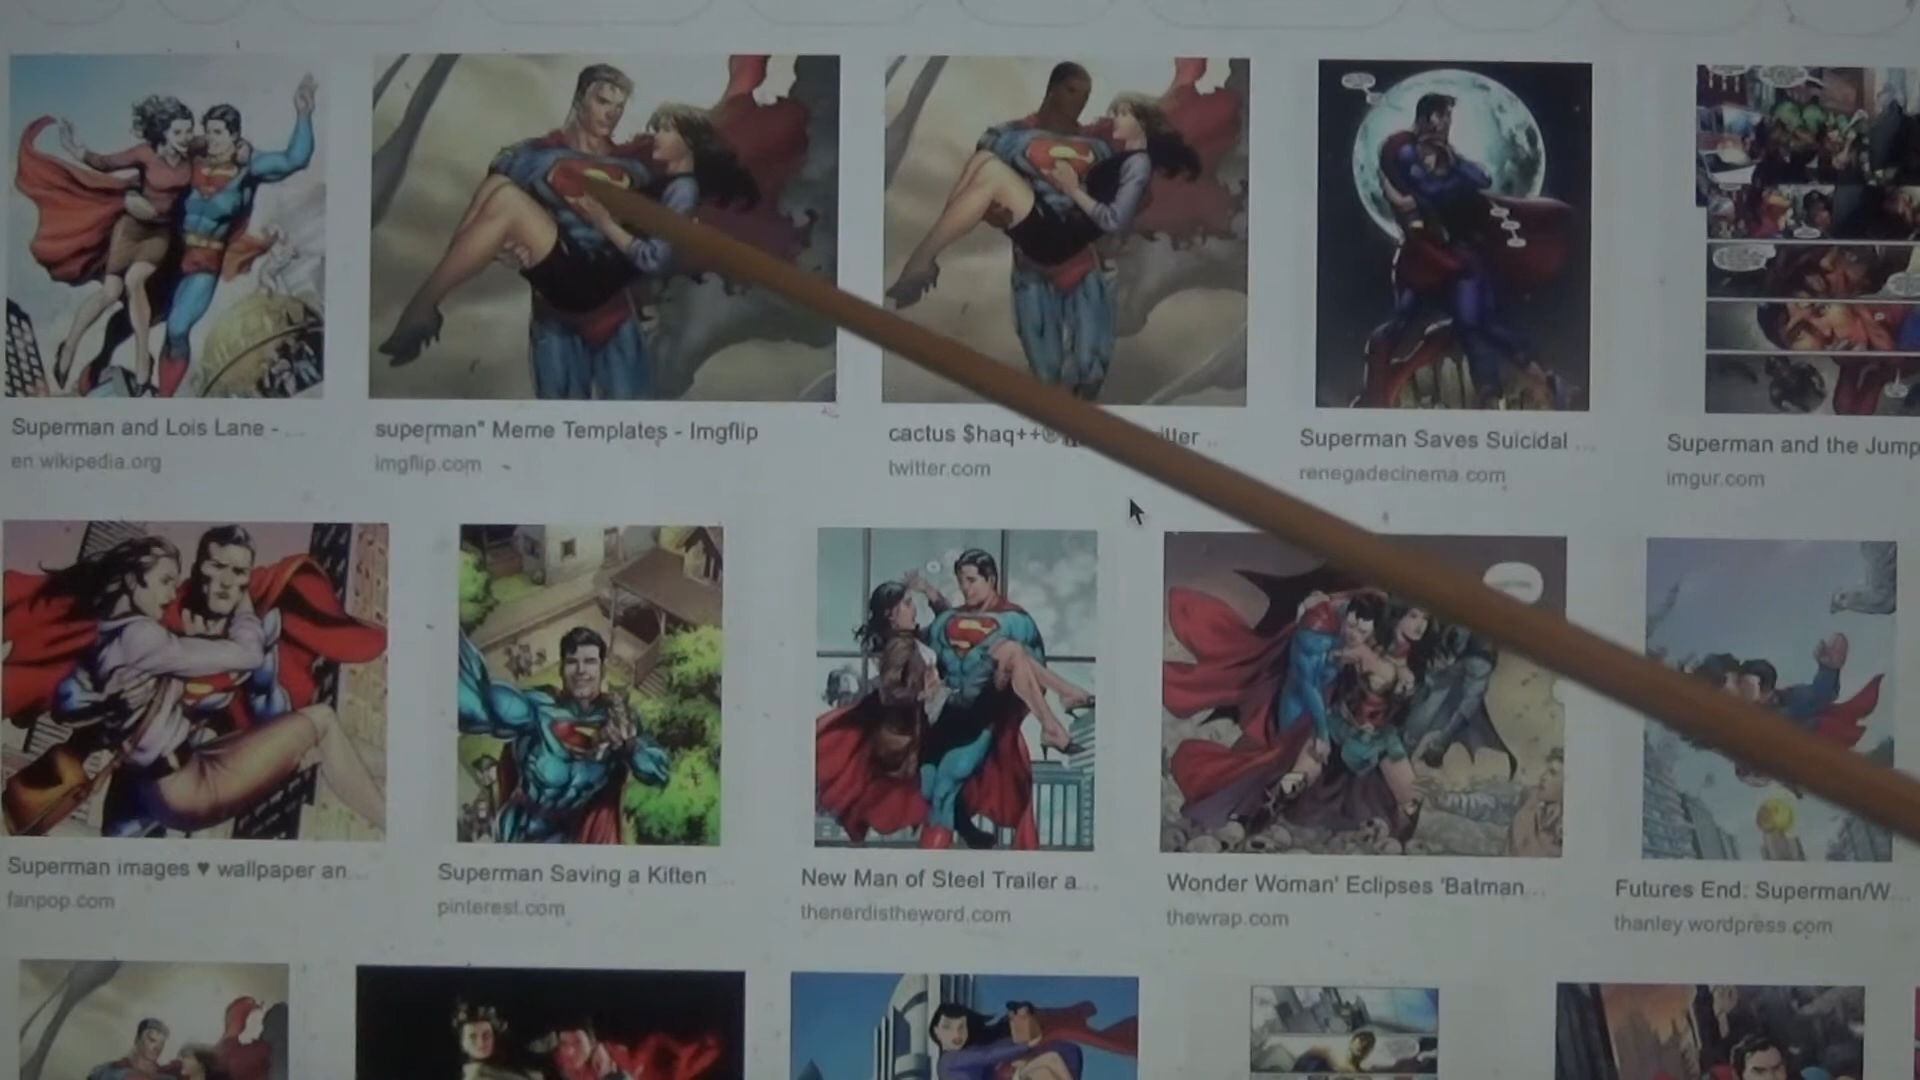 Superman and Lois Lane - ...
en.wikipedia.org
superman" Meme Templates - Imgflip
imgflip.com
cactus $haq++® ... 
twitter.com
Superman Saves Suicidal ...
renegadecinema.com
Superman and the Jump
imgur.com
Superman images ♥ wallpaper an...
fanpop.com
Superman Saving a Kitten ...
pinterest.com
New Man of Steel Trailer a...
thenerdistheword.com
Wonder Woman' Eclipses 'Batman...
thewrap.com
Futures End: Superman/W...
thanley.wordpress.com